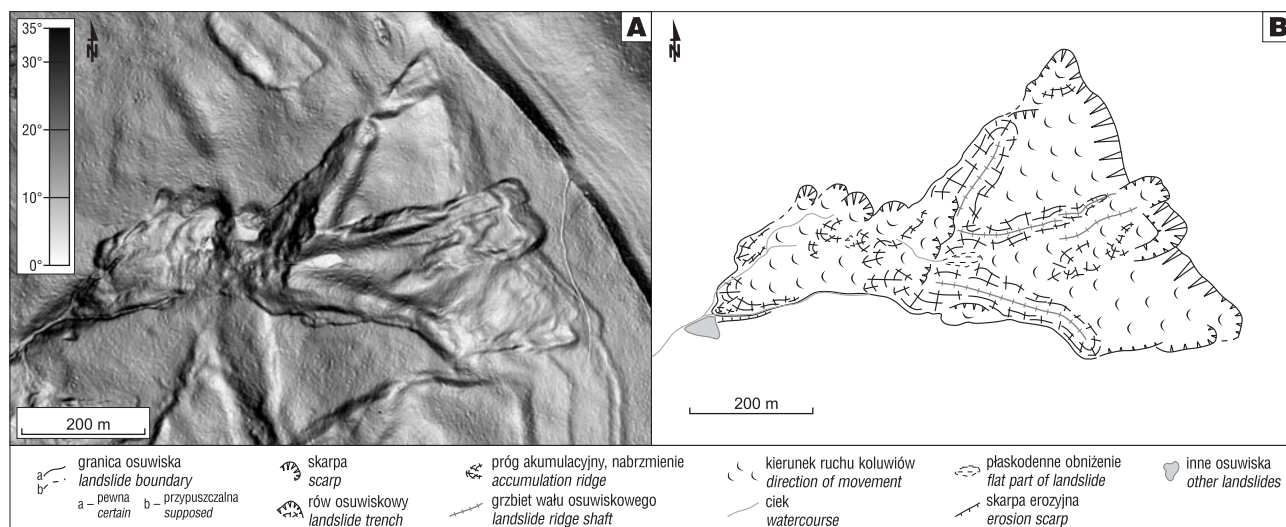 35°
20°
10°
0°
N
A
200 m
N
B
200 m
granica osuwiska
landslide boundary
a
b
a – pewna
certain
b – przypuszczalna
supposed
skarpa
scarp
rów osuwiskowy
landslide trench
próg akumulacyjny, nabrzmienie
accumulation ridge
grzbiet wału osuwiskowego
landslide ridge shaft
kierunek ruchu koluwiów
direction of movement
ciek
watercourse
płaskodenne obniżenie
flat part of landslide
skarpa erozyjna
erosion scarp
inne osuwiska
other landslides